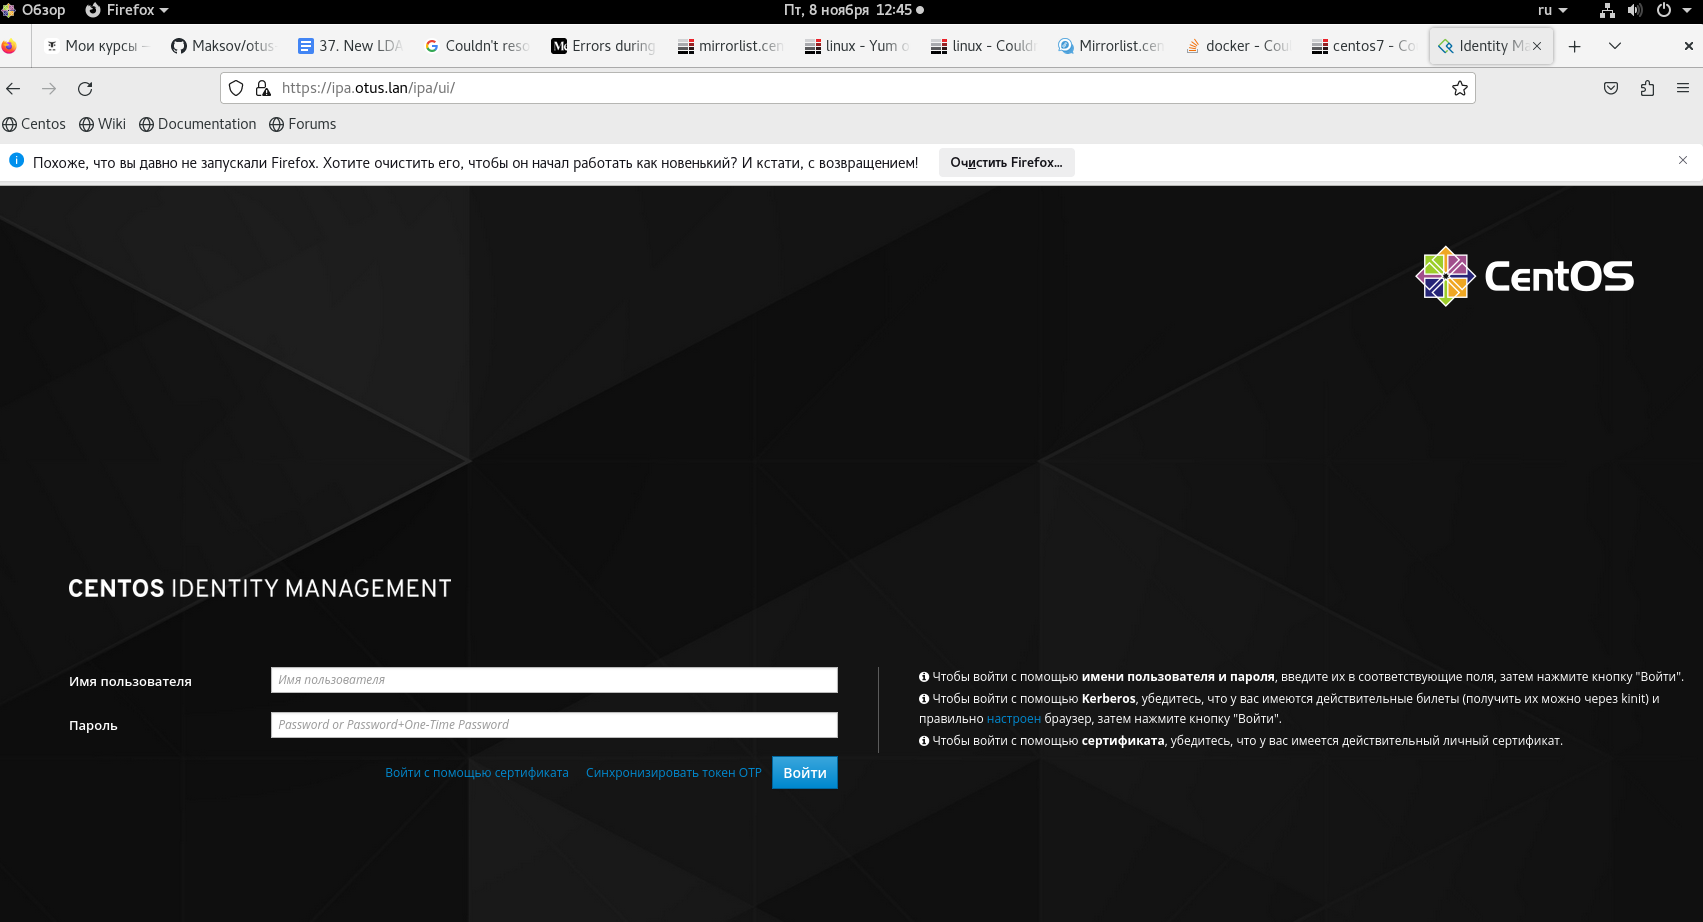 Обзор Firefox Пт, 8 ноября 12:45 ru
Мои курсы – Maksov/otus- 37. New LDA Couldn't reso Errors during mirrorlist.cen linux - Yum o linux - Could Mirrorlist.cen docker - Cou centos7 - Co Identity Ma
https://ipa.otus.lan/ipa/ui/
Centos Wiki Documentation Forums
Похоже, что вы давно не запускали Firefox. Хотите очистить его, чтобы он начал работать как новенький? И кстати, с возвращением! Очистить Firefox...
CentOS
CENTOS IDENTITY MANAGEMENT
Имя пользователя
Имя пользователя
Пароль
Password or Password+One-Time Password
Войти с помощью сертификата Синхронизировать токен OTP Войти
Чтобы войти с помощью имени пользователя и пароля, введите их в соответствующие поля, затем нажмите кнопку "Войти".
Чтобы войти с помощью Kerberos, убедитесь, что у вас имеются действительные билеты (получить их можно через kinit) и
правильно настроен браузер, затем нажмите кнопку "Войти".
Чтобы войти с помощью сертификата, убедитесь, что у вас имеется действительный личный сертификат.